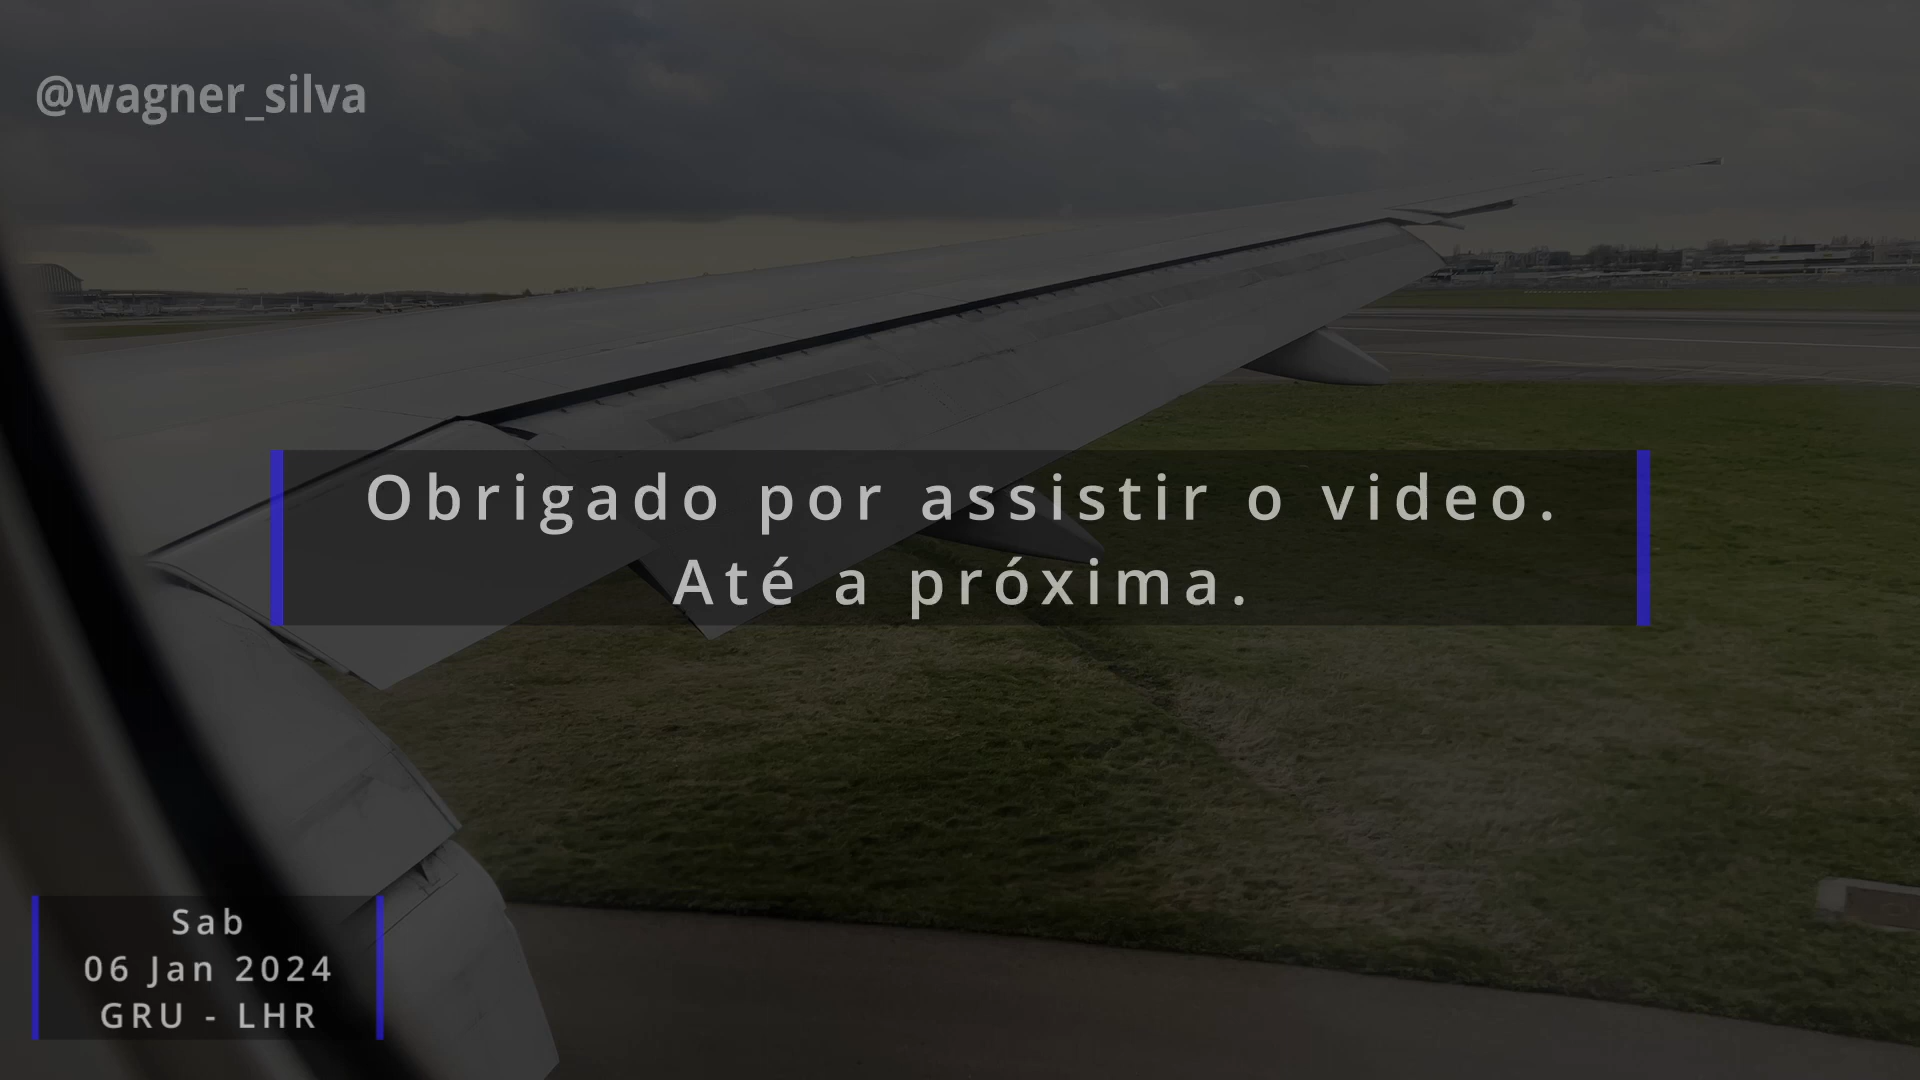 @wagner_silva
Obrigado por assistir o video.
Até a próxima.
Sab
06 Jan 2024
GRU - LHR